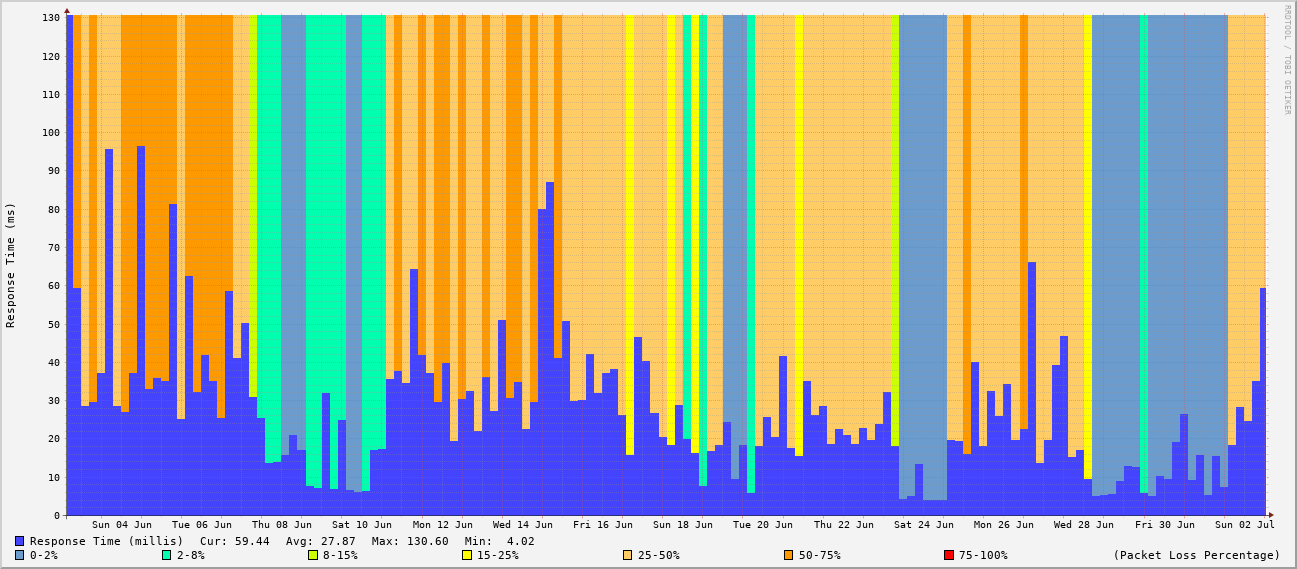 RRDTOOL / TOBI OETIKER
Response Time (ms)
130
120
110
100
90
80
70
60
50
40
30
20
10
0
Sun 04 Jun Tue 06 Jun Thu 08 Jun Sat 10 Jun Mon 12 Jun Wed 14 Jun Fri 16 Jun Sun 18 Jun Tue 20 Jun Thu 22 Jun Sat 24 Jun Mon 26 Jun Wed 28 Jun Fri 30 Jun Sun 02 Jul
Response Time (millis) Cur: 59.44 Avg: 27.87 Max: 130.60 Min: 4.02
0-2% 2-8% 8-15% 15-25% 25-50% 50-75% 75-100% (Packet Loss Percentage)